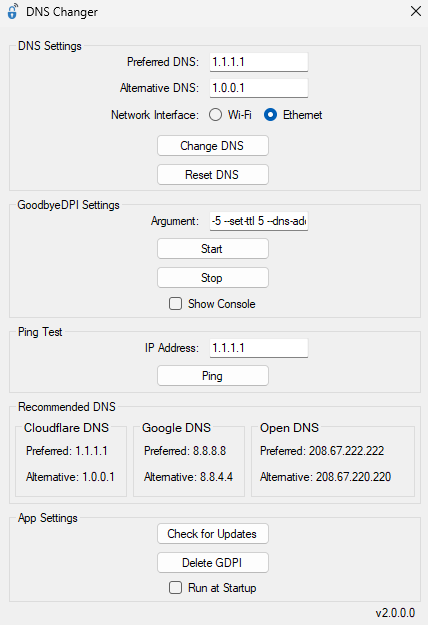 DNS Changer
DNS Settings
Preferred DNS: 1.1.1.1
Alternative DNS: 1.0.0.1
Network Interface: Wi-Fi Ethernet
Change DNS
Reset DNS
GoodbyeDPI Settings
Argument: -5 --set-ttl 5 --dns-add
Start
Stop
Show Console
Ping Test
IP Address: 1.1.1.1
Ping
Recommended DNS
Cloudflare DNS Google DNS Open DNS
Preferred: 1.1.1.1 Preferred: 8.8.8.8 Preferred: 208.67.222.222
Alternative: 1.0.0.1 Alternative: 8.8.4.4 Alternative: 208.67.220.220
App Settings
Check for Updates
Delete GDPI
Run at Startup
v2.0.0.0